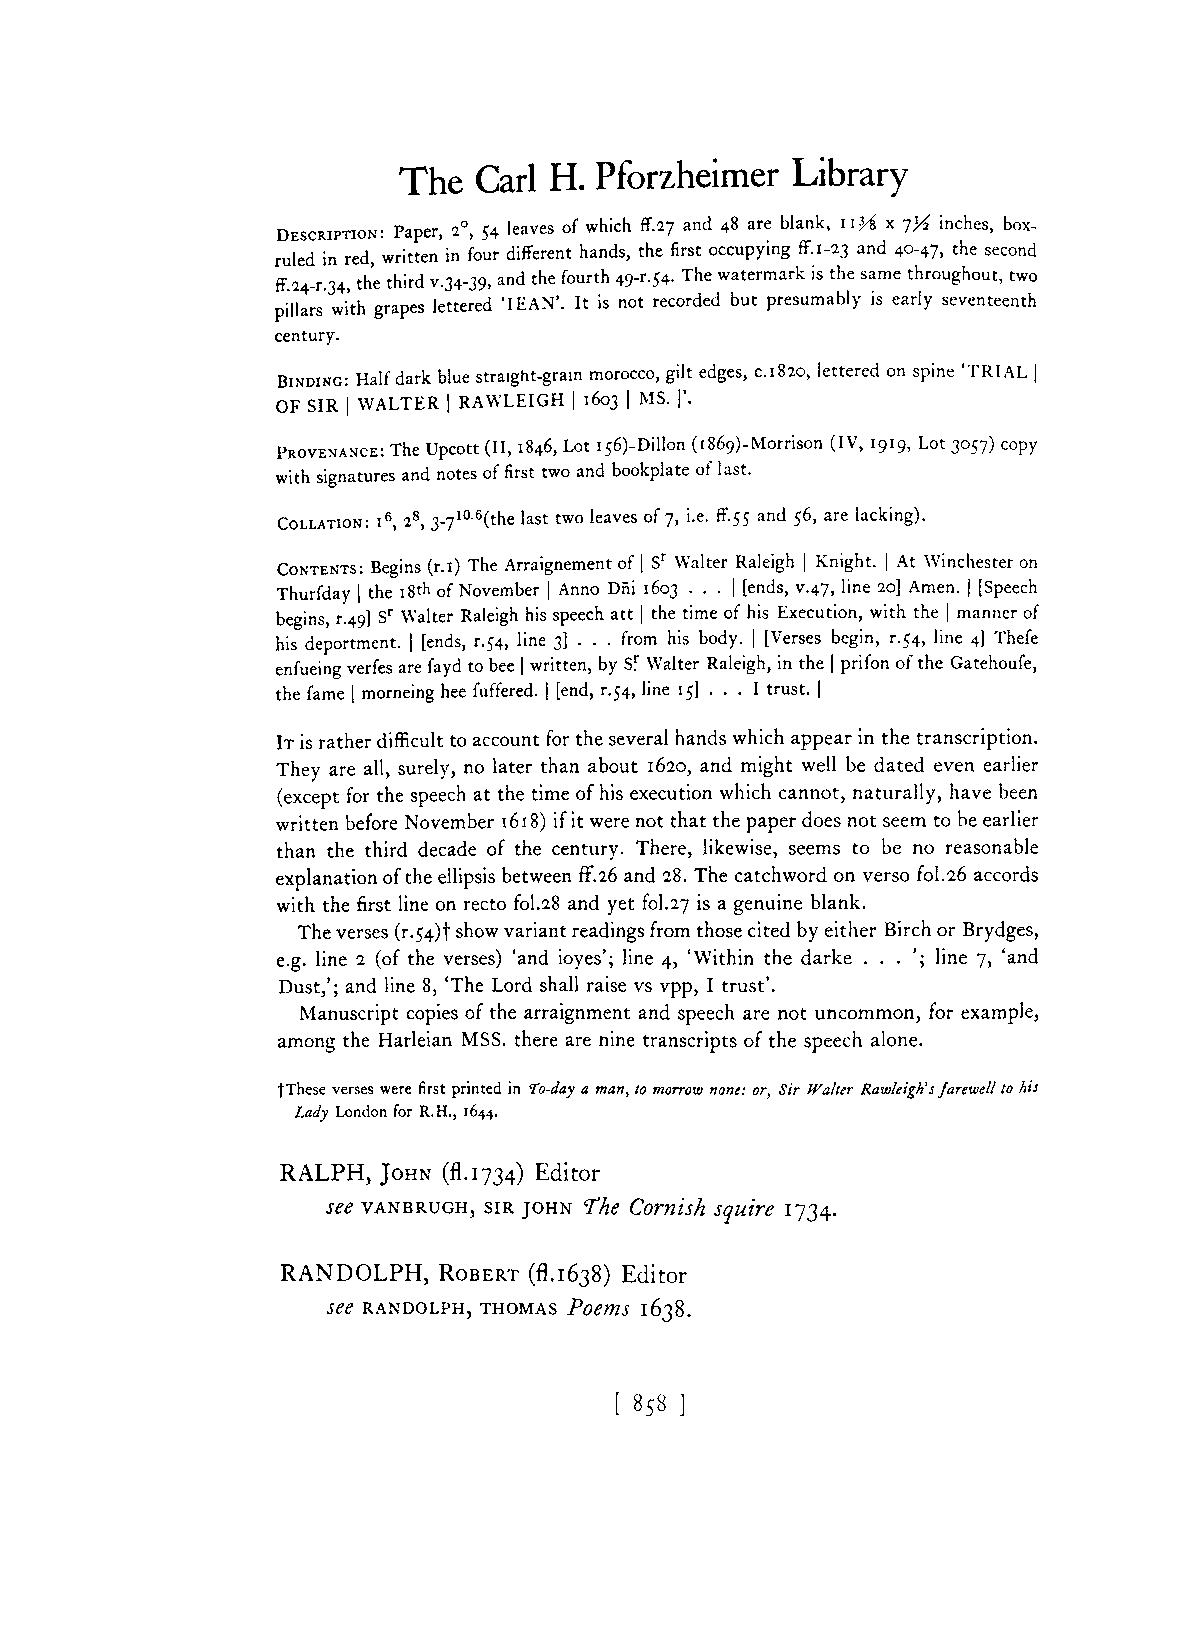 The Carl H. Pforzheimer Library
DESCRIPTION: Paper, 2°, 54 leaves of which ff.27 and 48 are blank, 11⅜ x 7½ inches, box-
ruled in red, written in four different hands, the first occupying ff.1-23 and 40-47, the second
ff.24-r.34, the third v.34-39, and the fourth 49-r.54. The watermark is the same throughout, two
pillars with grapes lettered 'IEAN'. It is not recorded but presumably is early seventeenth
century.
BINDING: Half dark blue straight-grain morocco, gilt edges, c.1820, lettered on spine 'TRIAL |
OF SIR | WALTER | RAWLEIGH | 1603 | MS. |'.
PROVENANCE: The Upcott (II, 1846, Lot 156)-Dillon (1869)-Morrison (IV, 1919, Lot 3057) copy
with signatures and notes of first two and bookplate of last.
COLLATION: 1⁶, 2⁸, 3-7¹⁰·⁶(the last two leaves of 7, i.e. ff.55 and 56, are lacking).
CONTENTS: Begins (r.1) The Arraignement of | Sʳ Walter Raleigh | Knight. | At Winchester on
Thurſday | the 18th of November | Anno Dn̄i 1603 . . . | [ends, v.47, line 20] Amen. | [Speech
begins, r.49] Sʳ Walter Raleigh his speech att | the time of his Execution, with the | manner of
his deportment. | [ends, r.54, line 3] . . . from his body. | [Verses begin, r.54, line 4] Theſe
enſueing verſes are ſayd to bee | written, by Sʳ Walter Raleigh, in the | priſon of the Gatehouſe,
the ſame | morneing hee ſuffered. | [end, r.54, line 15] . . . I trust. |
IT is rather difficult to account for the several hands which appear in the transcription.
They are all, surely, no later than about 1620, and might well be dated even earlier
(except for the speech at the time of his execution which cannot, naturally, have been
written before November 1618) if it were not that the paper does not seem to be earlier
than the third decade of the century. There, likewise, seems to be no reasonable
explanation of the ellipsis between ff.26 and 28. The catchword on verso fol.26 accords
with the first line on recto fol.28 and yet fol.27 is a genuine blank.
The verses (r.54)† show variant readings from those cited by either Birch or Brydges,
e.g. line 2 (of the verses) 'and ioyes'; line 4, 'Within the darke . . . '; line 7, 'and
Dust,'; and line 8, 'The Lord shall raise vs vpp, I trust'.
Manuscript copies of the arraignment and speech are not uncommon, for example,
among the Harleian MSS. there are nine transcripts of the speech alone.
†These verses were first printed in To-day a man, to morrow none: or, Sir Walter Rawleigh's farewell to his
Lady London for R.H., 1644.
RALPH, JOHN (fl.1734) Editor
see VANBRUGH, SIR JOHN The Cornish squire 1734.
RANDOLPH, ROBERT (fl.1638) Editor
see RANDOLPH, THOMAS Poems 1638.
[ 858 ]